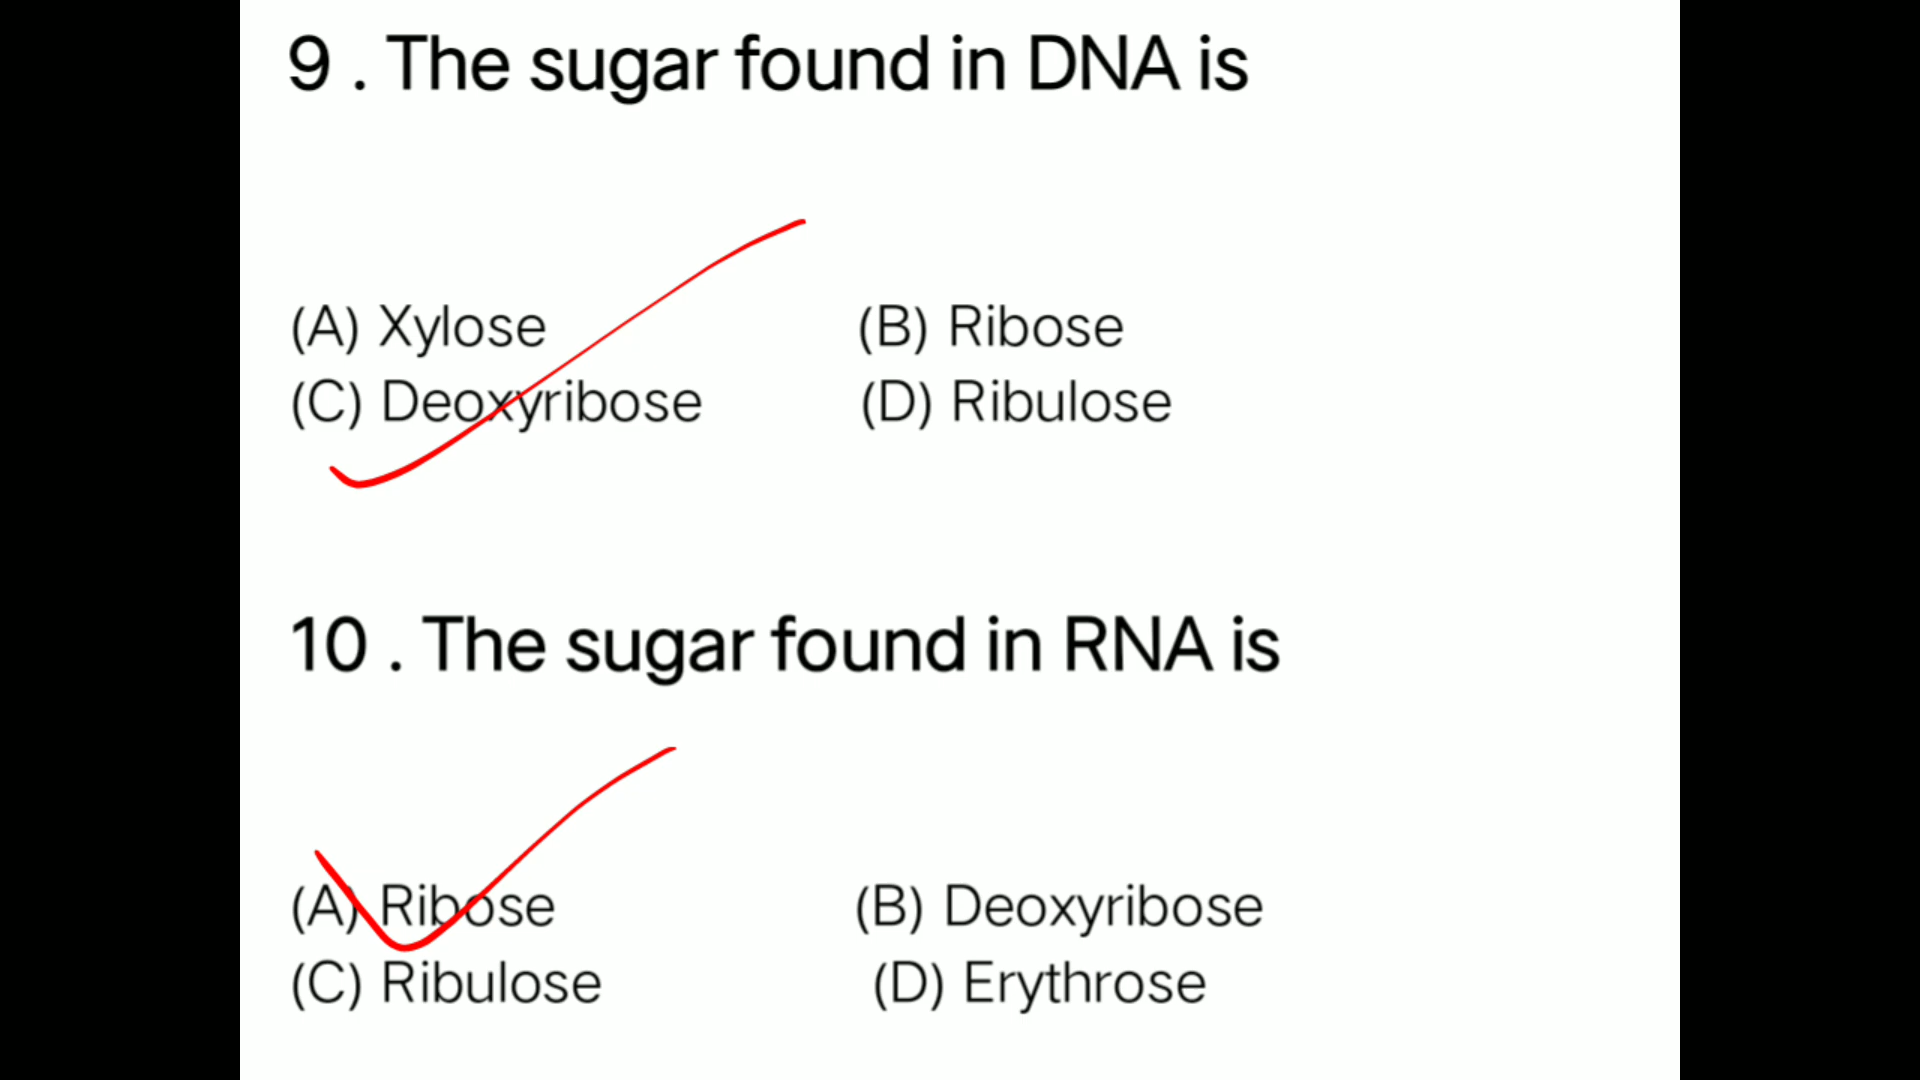 9 . The sugar found in DNA is
(A) Xylose (B) Ribose
(C) Deoxyribose (D) Ribulose
10 . The sugar found in RNA is
(A) Ribose (B) Deoxyribose
(C) Ribulose (D) Erythrose